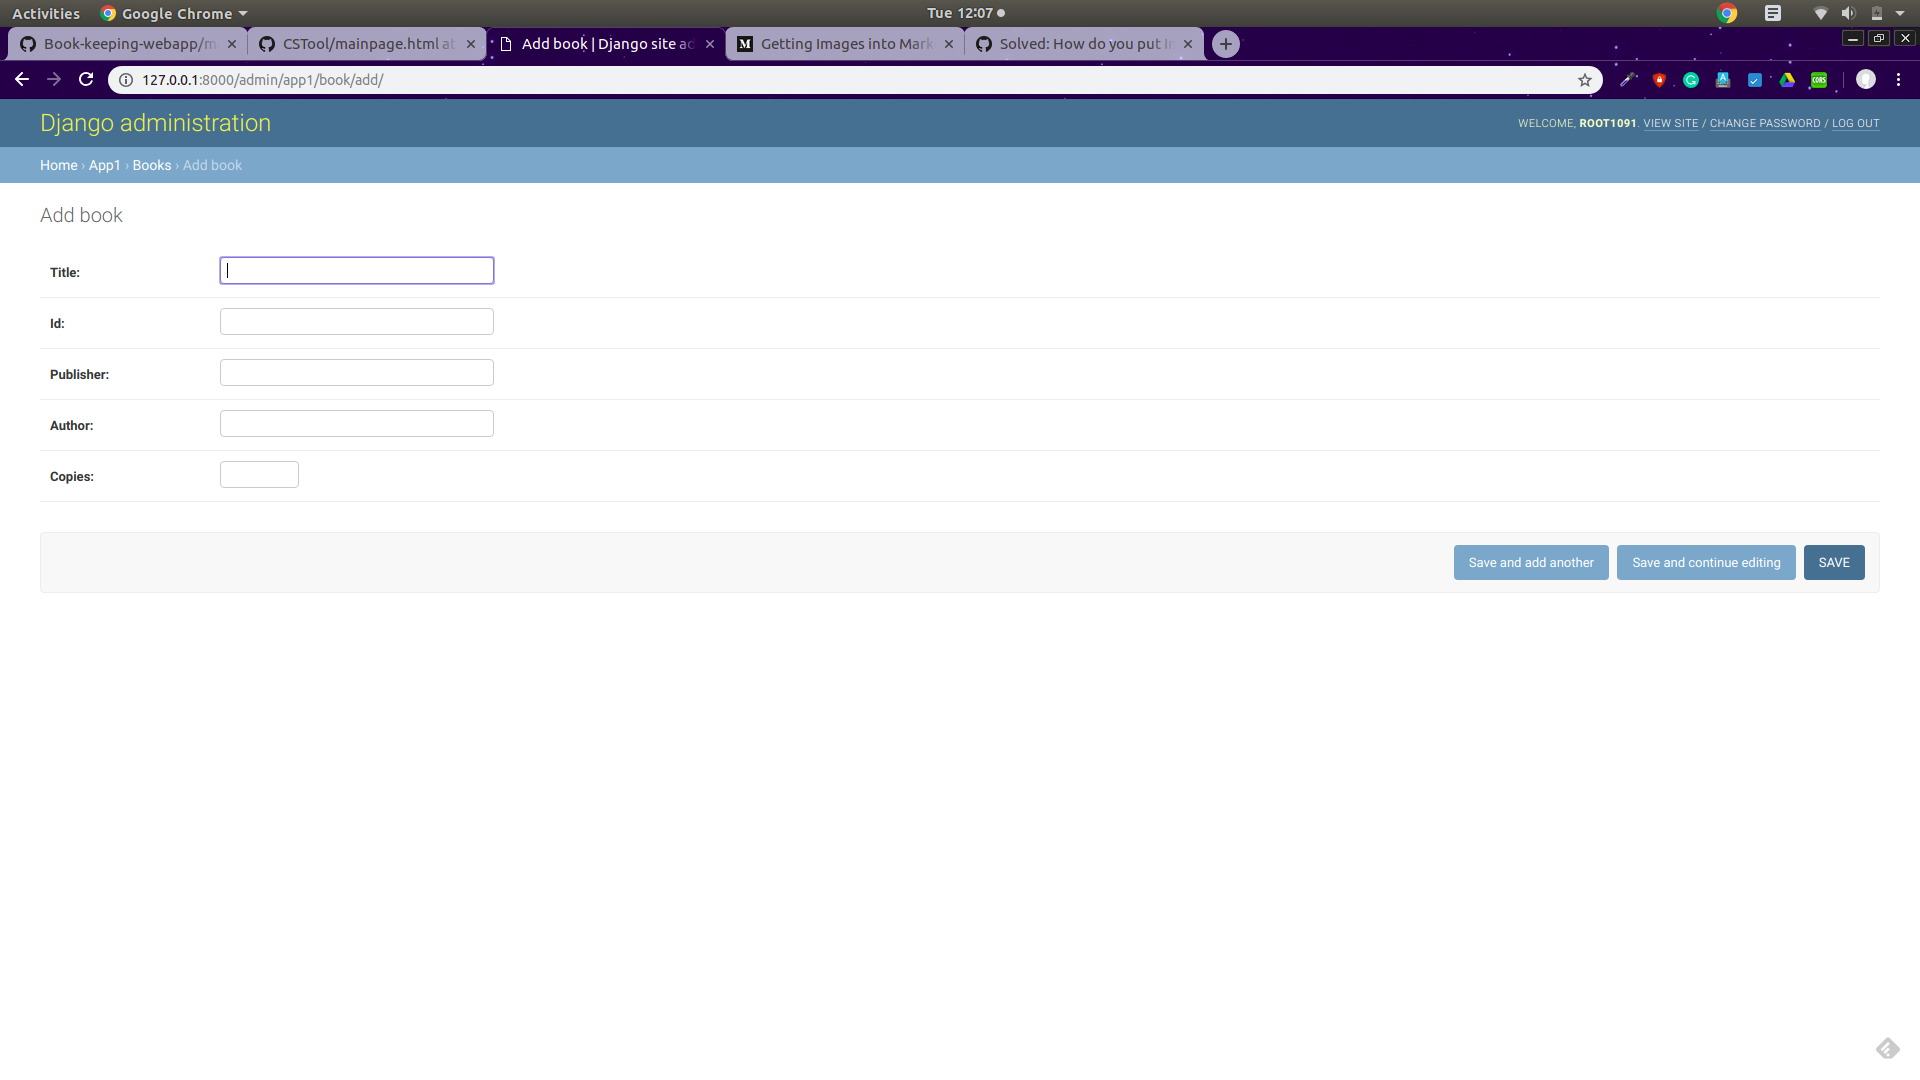 Activities Google Chrome Tue 12:07
Book-keeping-webapp/m CSTool/mainpage.html at Add book | Django site ad Getting Images into Mark Solved: How do you put
127.0.0.1:8000/admin/app1/book/add/
Django administration WELCOME, ROOT1091. VIEW SITE / CHANGE PASSWORD / LOG OUT
Home › App1 › Books › Add book
Add book
Title:
Id:
Publisher:
Author:
Copies:
Save and add another Save and continue editing SAVE